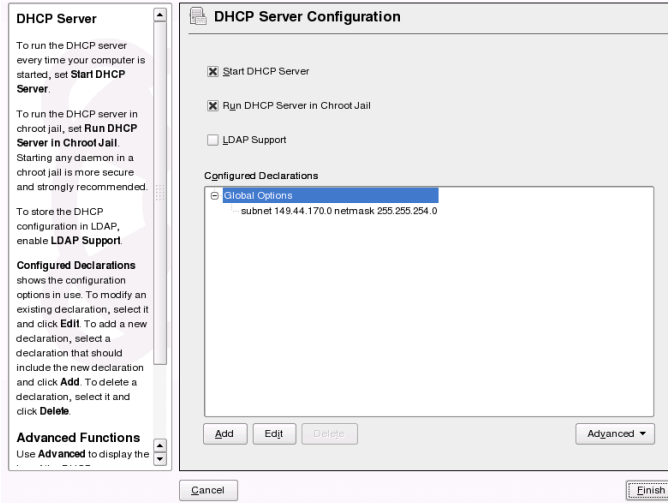 DHCP Server
To run the DHCP server
every time your computer is
started, set Start DHCP
Server.
To run the DHCP server in
chroot jail, set Run DHCP
Server in Chroot Jail.
Starting any daemon in a
chroot jail is more secure
and strongly recommended.
To store the DHCP
configuration in LDAP,
enable LDAP Support.
Configured Declarations
shows the configuration
options in use. To modify an
existing declaration, select it
and click Edit. To add a new
declaration, select a
declaration that should
include the new declaration
and click Add. To delete a
declaration, select it and
click Delete.
Advanced Functions
Use Advanced to display the
DHCP Server Configuration
Start DHCP Server
Run DHCP Server in Chroot Jail
LDAP Support
Configured Declarations
Global Options
subnet 149.44.170.0 netmask 255.255.254.0
Add Edit Delete Advanced
Cancel Finish